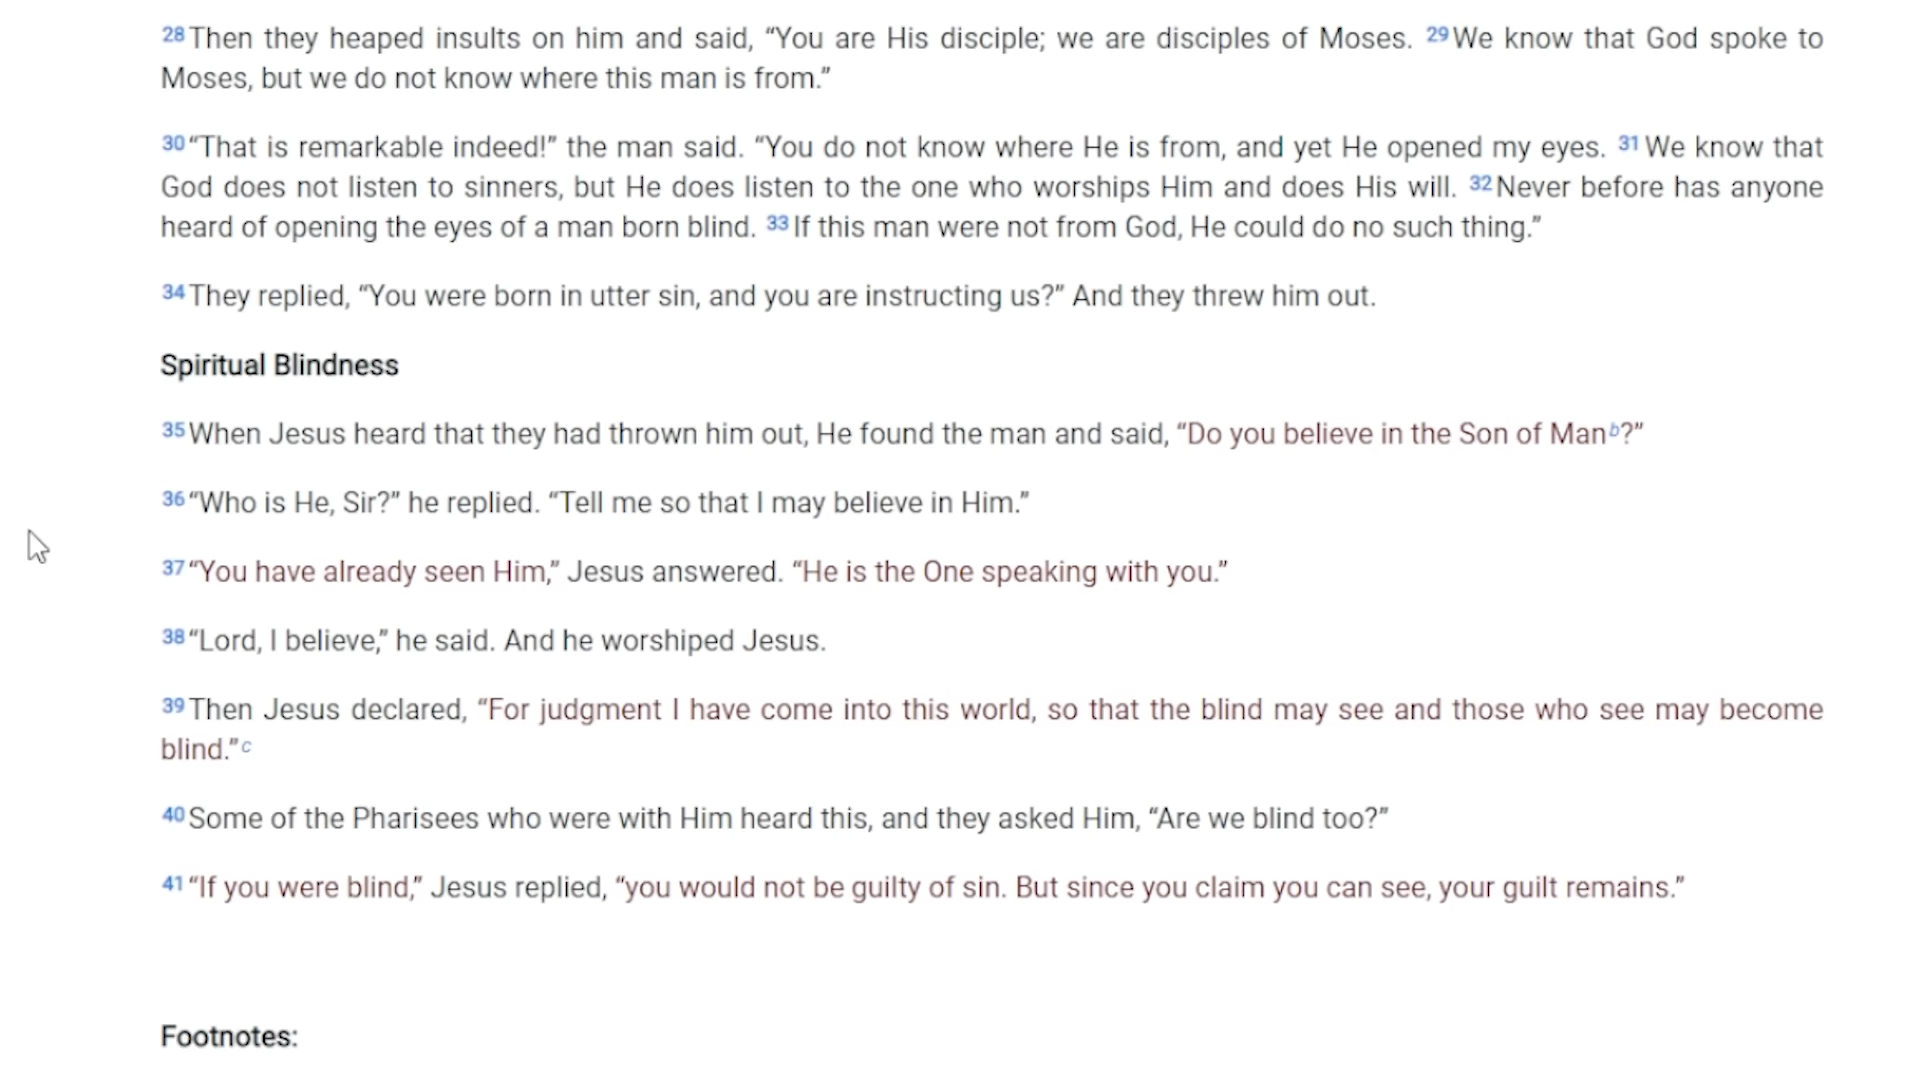 28 Then they heaped insults on him and said, “You are His disciple; we are disciples of Moses. 29 We know that God spoke to
Moses, but we do not know where this man is from.”
30 “That is remarkable indeed!” the man said. “You do not know where He is from, and yet He opened my eyes. 31 We know that
God does not listen to sinners, but He does listen to the one who worships Him and does His will. 32 Never before has anyone
heard of opening the eyes of a man born blind. 33 If this man were not from God, He could do no such thing.”
34 They replied, “You were born in utter sin, and you are instructing us?” And they threw him out.
Spiritual Blindness
35 When Jesus heard that they had thrown him out, He found the man and said, “Do you believe in the Son of Man b?”
36 “Who is He, Sir?” he replied. “Tell me so that I may believe in Him.”
37 “You have already seen Him,” Jesus answered. “He is the One speaking with you.”
38 “Lord, I believe,” he said. And he worshiped Jesus.
39 Then Jesus declared, “For judgment I have come into this world, so that the blind may see and those who see may become
blind.” c
40 Some of the Pharisees who were with Him heard this, and they asked Him, “Are we blind too?”
41 “If you were blind,” Jesus replied, “you would not be guilty of sin. But since you claim you can see, your guilt remains.”
Footnotes: